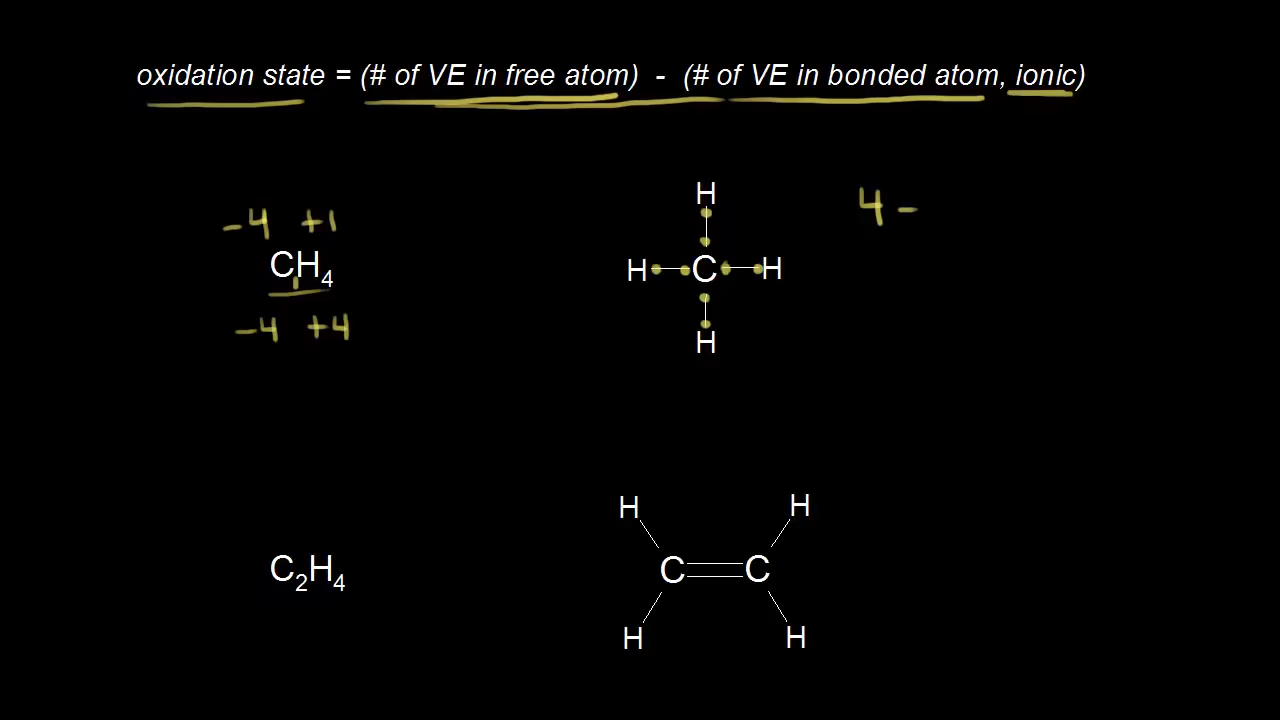 oxidation state = (# of VE in free atom) - (# of VE in bonded atom, ionic)
-4 +1
CH4
-4 +4
H
H C H
H
4 -
C2H4
H H
C C
H H